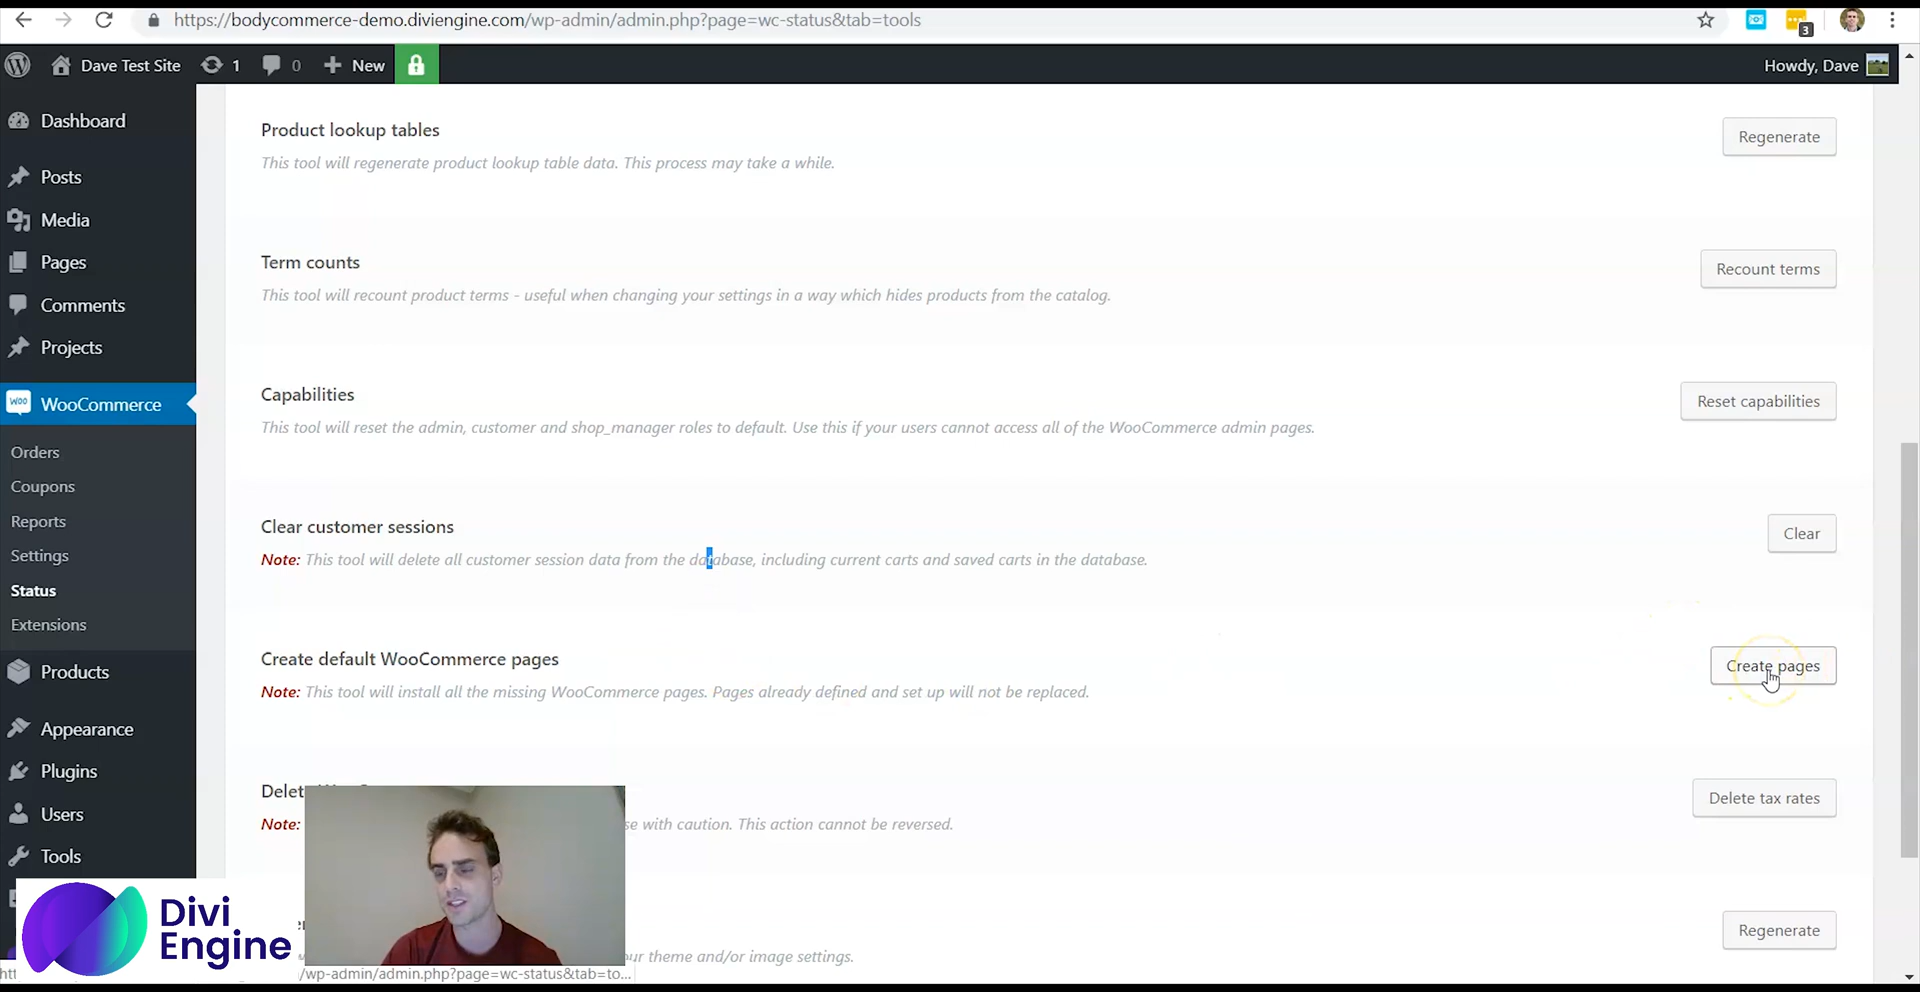 https://bodycommerce-demo.diviengine.com/wp-admin/admin.php?page=wc-status&tab=tools
3
Dave Test Site
1
0
New
Howdy, Dave
Dashboard
Posts
Media
Pages
Comments
Projects
WooCommerce
Orders
Coupons
Reports
Settings
Status
Extensions
Products
Appearance
Plugins
Users
Tools
Product lookup tables
Regenerate
This tool will regenerate product lookup table data. This process may take a while.
Term counts
Recount terms
This tool will recount product terms - useful when changing your settings in a way which hides products from the catalog.
Capabilities
Reset capabilities
This tool will reset the admin, customer and shop_manager roles to default. Use this if your users cannot access all of the WooCommerce admin pages.
Clear customer sessions
Clear
Note: This tool will delete all customer session data from the database, including current carts and saved carts in the database.
Create default WooCommerce pages
Create pages
Note: This tool will install all the missing WooCommerce pages. Pages already defined and set up will not be replaced.
Delet
Delete tax rates
Note: se with caution. This action cannot be reversed.
Regenerate
ur theme and/or image settings.
/wp-admin/admin.php?page=wc-status&tab=to...
Divi
Engine